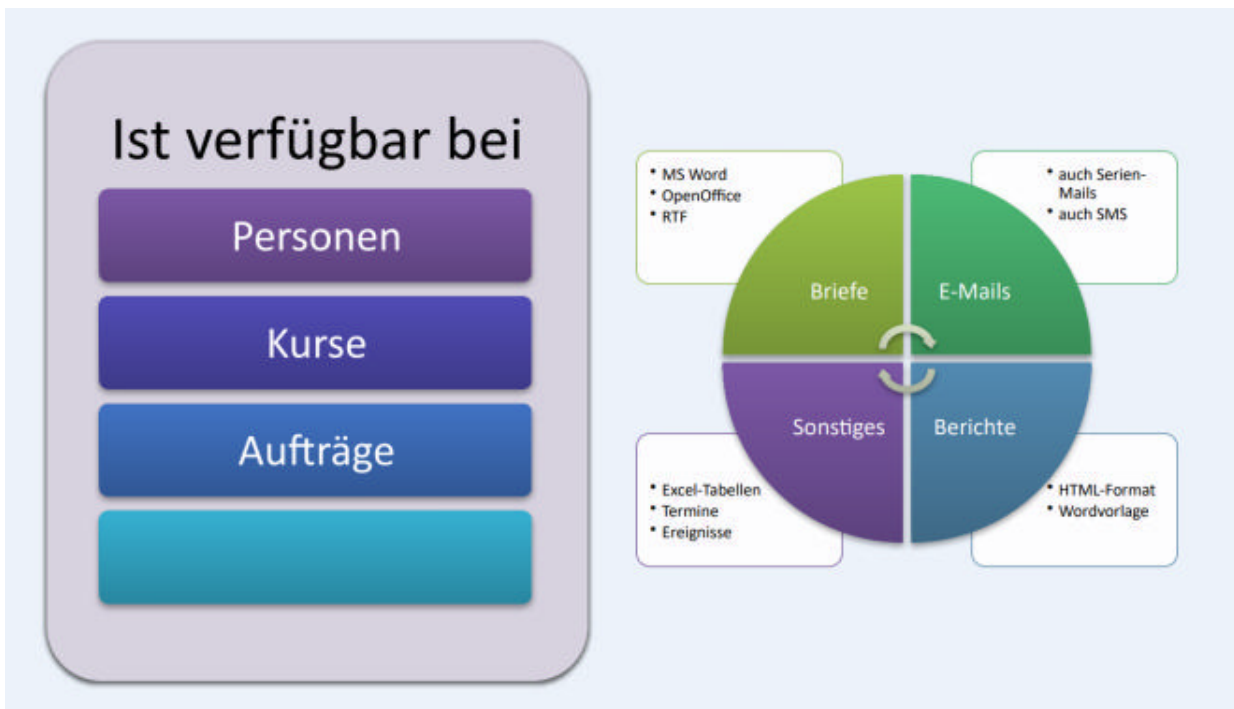 Ist verfügbar bei
Personen
Kurse
Aufträge
• MS Word
• OpenOffice
• RTF
• auch Serien-
Mails
• auch SMS
Briefe
E-Mails
Sonstiges
Berichte
• Excel-Tabellen
• Termine
• Ereignisse
• HTML-Format
• Wordvorlage